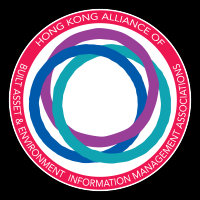 HONG KONG ALLIANCE OF
BUILT ASSET & ENVIRONMENT INFORMATION MANAGEMENT ASSOCIATIONS